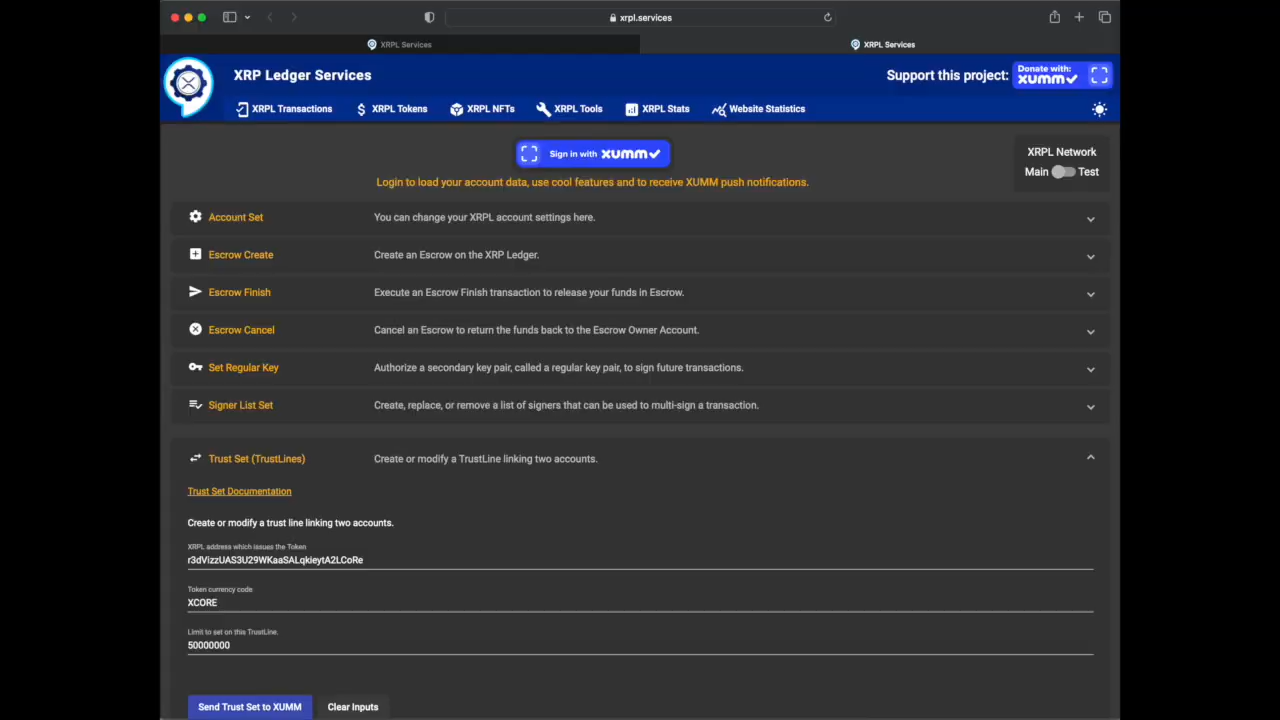 xrpl.services
XRPL Services
XRPL Services
XRP Ledger Services
Support this project:
Donate with:
XUMM
XRPL Transactions
XRPL Tokens
XRPL NFTs
XRPL Tools
XRPL Stats
Website Statistics
Sign in with XUMM
Login to load your account data, use cool features and to receive XUMM push notifications.
XRPL Network
Main Test
Account Set You can change your XRPL account settings here.
Escrow Create Create an Escrow on the XRP Ledger.
Escrow Finish Execute an Escrow Finish transaction to release your funds in Escrow.
Escrow Cancel Cancel an Escrow to return the funds back to the Escrow Owner Account.
Set Regular Key Authorize a secondary key pair, called a regular key pair, to sign future transactions.
Signer List Set Create, replace, or remove a list of signers that can be used to multi-sign a transaction.
Trust Set (TrustLines) Create or modify a TrustLine linking two accounts.
Trust Set Documentation
Create or modify a trust line linking two accounts.
XRPL address which issues the Token
r3dVizzUAS3U29WKaaSALqkieytA2LCoRe
Token currency code
XCORE
Limit to set on this TrustLine.
50000000
Send Trust Set to XUMM
Clear Inputs